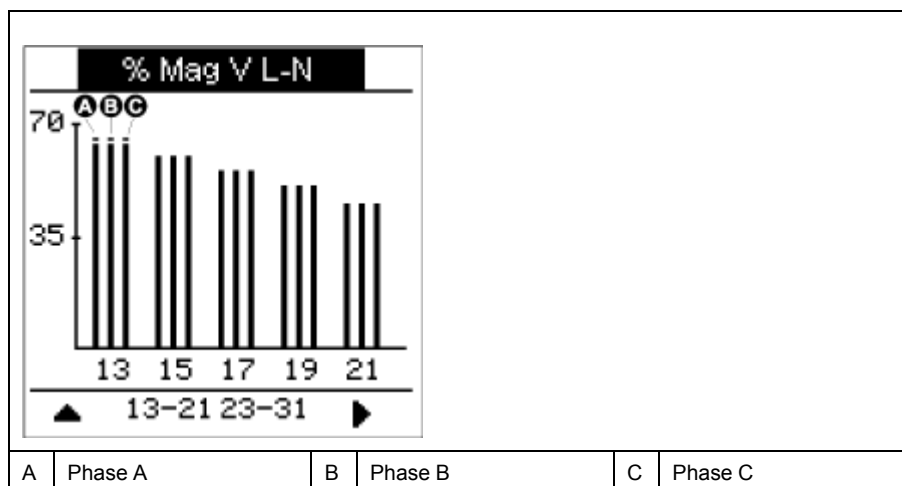 % Mag V L-N
A B C
70
35
13 15 17 19 21
13-21 23-31
A Phase A B Phase B C Phase C